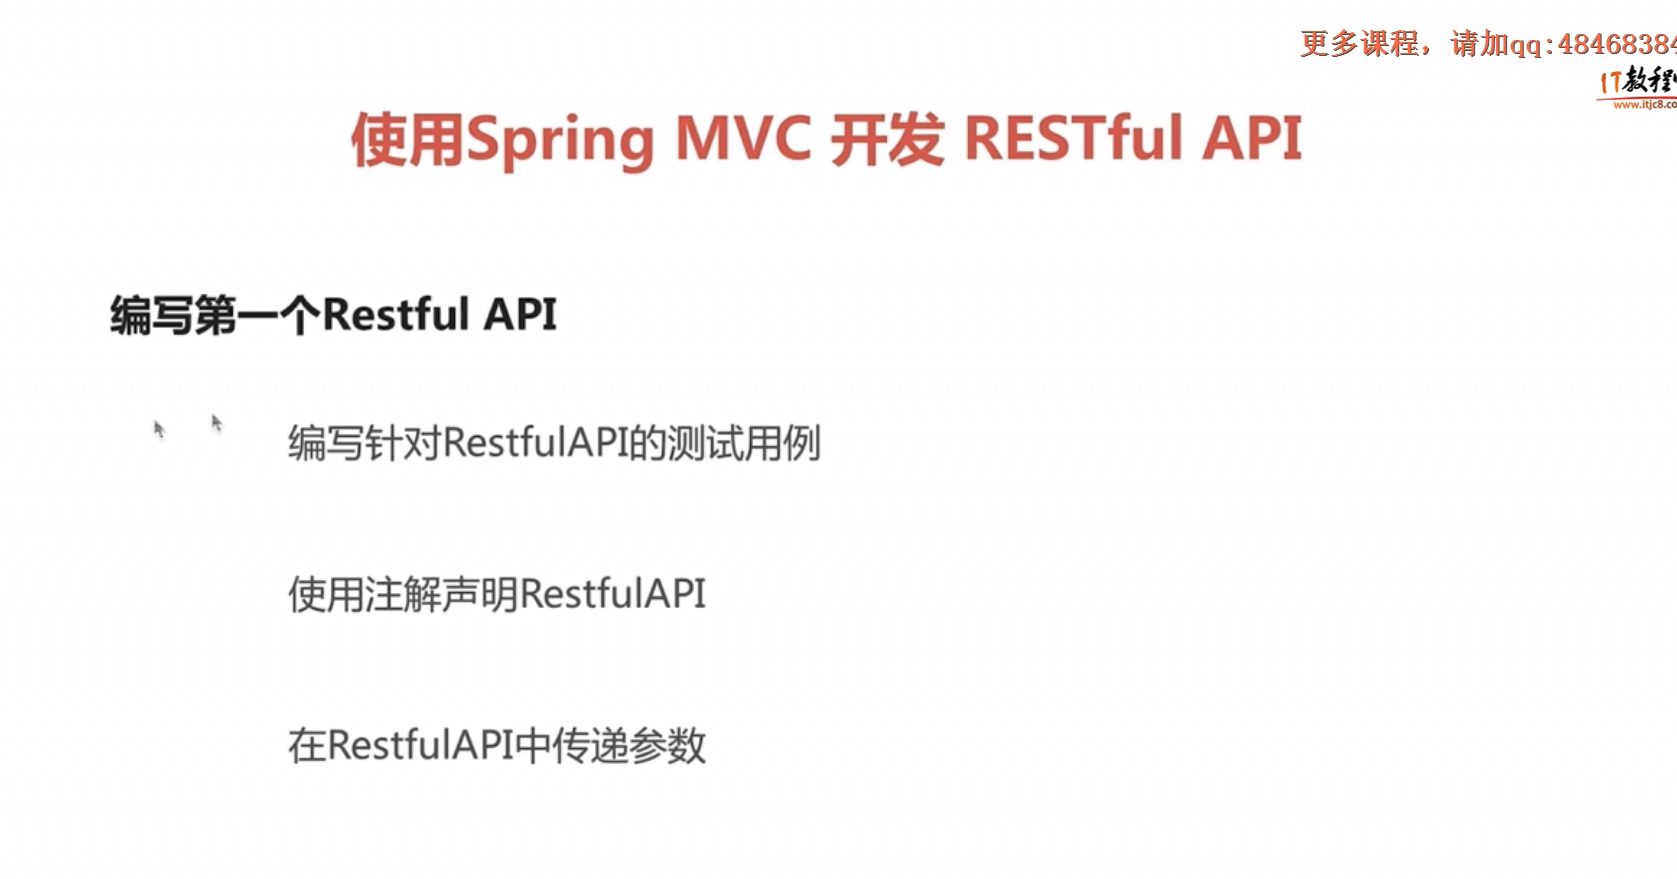 更多课程，请加qq:48468384
IT教程
www.itjc8.co
使用Spring MVC 开发 RESTful API
编写第一个Restful API
编写针对RestfulAPI的测试用例
使用注解声明RestfulAPI
在RestfulAPI中传递参数